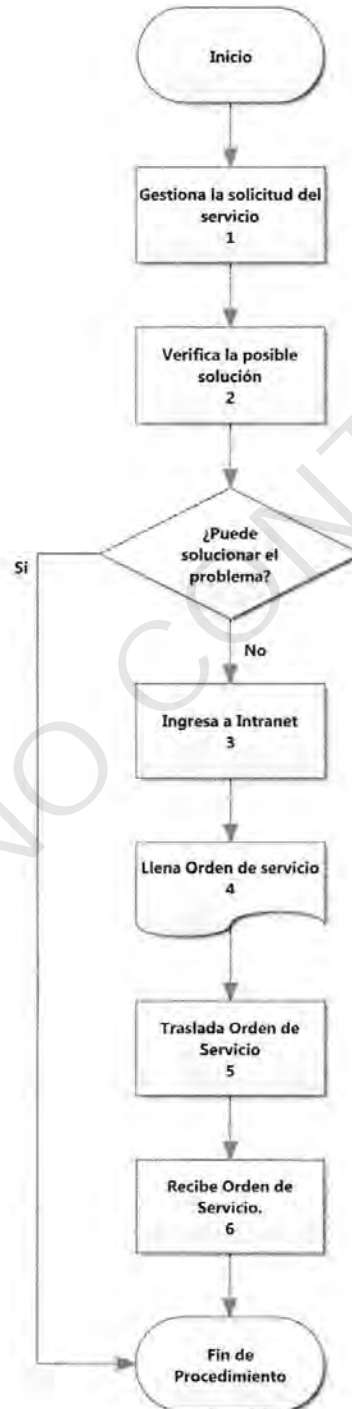 Inicio
Gestiona la solicitud del
servicio
1
Verifica la posible
solución
2
¿Puede
solucionar el
problema?
Si
No
Ingresa a Intranet
3
Llena Orden de servicio
4
Traslada Orden de
Servicio
5
Recibe Orden de
Servicio.
6
Fin de
Procedimiento
NO CONT